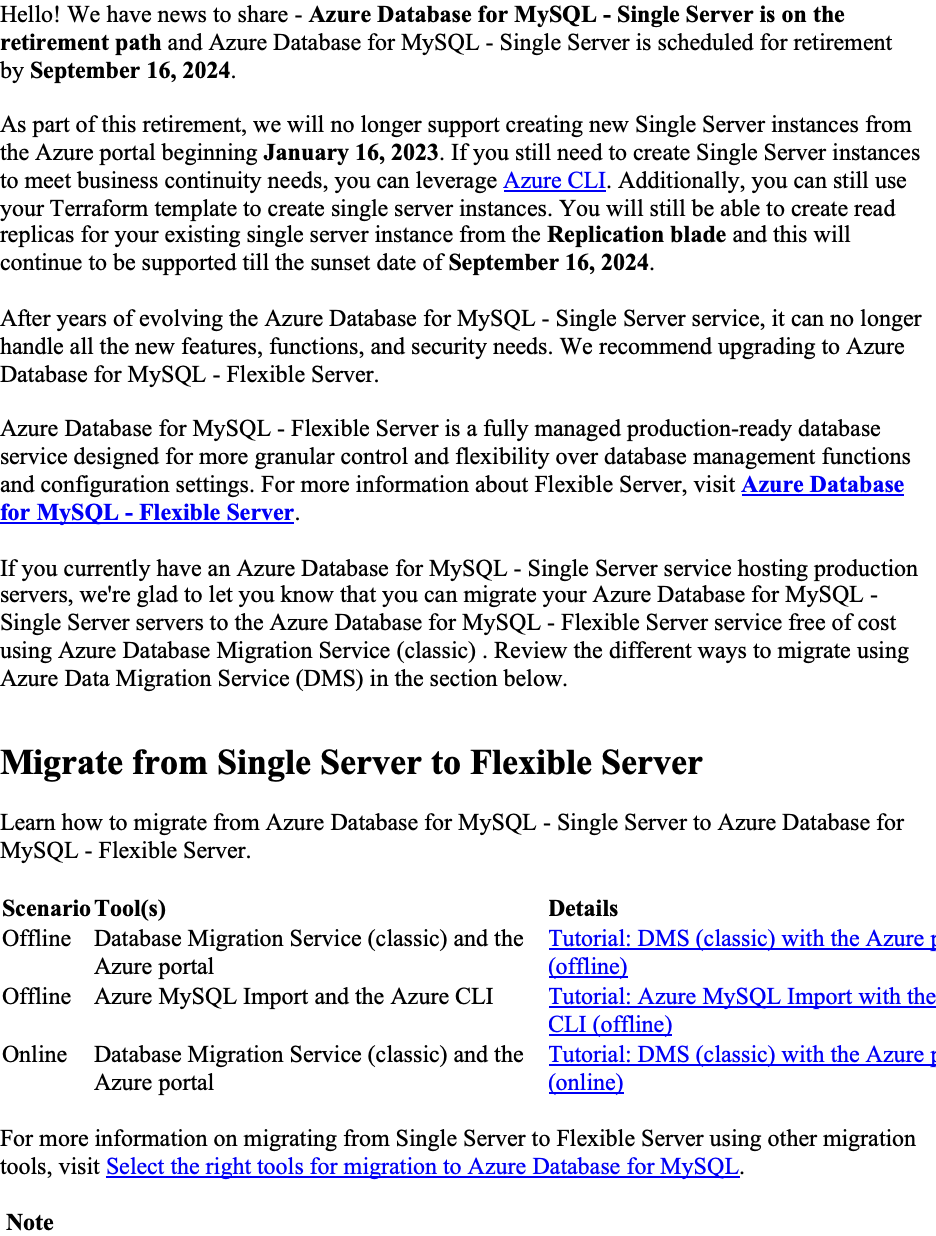 Hello! We have news to share - Azure Database for MySQL - Single Server is on the
retirement path and Azure Database for MySQL - Single Server is scheduled for retirement
by September 16, 2024.
As part of this retirement, we will no longer support creating new Single Server instances from
the Azure portal beginning January 16, 2023. If you still need to create Single Server instances
to meet business continuity needs, you can leverage Azure CLI. Additionally, you can still use
your Terraform template to create single server instances. You will still be able to create read
replicas for your existing single server instance from the Replication blade and this will
continue to be supported till the sunset date of September 16, 2024.
After years of evolving the Azure Database for MySQL - Single Server service, it can no longer
handle all the new features, functions, and security needs. We recommend upgrading to Azure
Database for MySQL - Flexible Server.
Azure Database for MySQL - Flexible Server is a fully managed production-ready database
service designed for more granular control and flexibility over database management functions
and configuration settings. For more information about Flexible Server, visit Azure Database
for MySQL - Flexible Server.
If you currently have an Azure Database for MySQL - Single Server service hosting production
servers, we're glad to let you know that you can migrate your Azure Database for MySQL -
Single Server servers to the Azure Database for MySQL - Flexible Server service free of cost
using Azure Database Migration Service (classic) . Review the different ways to migrate using
Azure Data Migration Service (DMS) in the section below.
Migrate from Single Server to Flexible Server
Learn how to migrate from Azure Database for MySQL - Single Server to Azure Database for
MySQL - Flexible Server.
Scenario Tool(s) Details
Offline Database Migration Service (classic) and the Tutorial: DMS (classic) with the Azure
Azure portal (offline)
Offline Azure MySQL Import and the Azure CLI Tutorial: Azure MySQL Import with the
CLI (offline)
Online Database Migration Service (classic) and the Tutorial: DMS (classic) with the Azure
Azure portal (online)
For more information on migrating from Single Server to Flexible Server using other migration
tools, visit Select the right tools for migration to Azure Database for MySQL.
Note